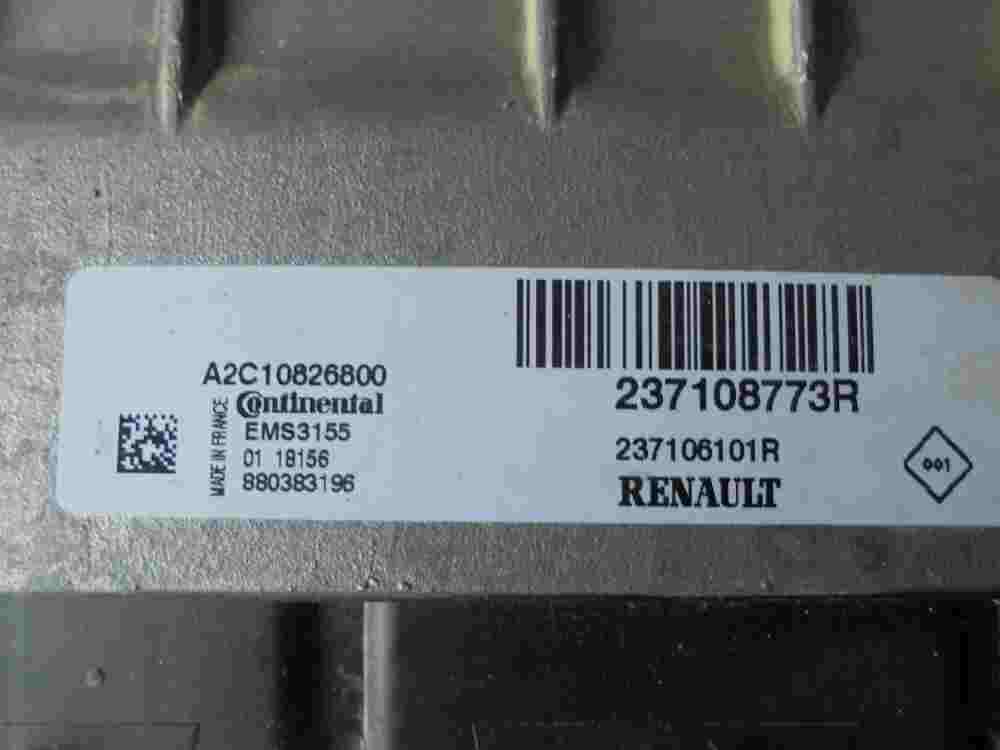 A2C10826800
Continental
MADE IN FRANCE
EMS3155
01 18156
880383196
237108773R
237106101R
RENAULT
001